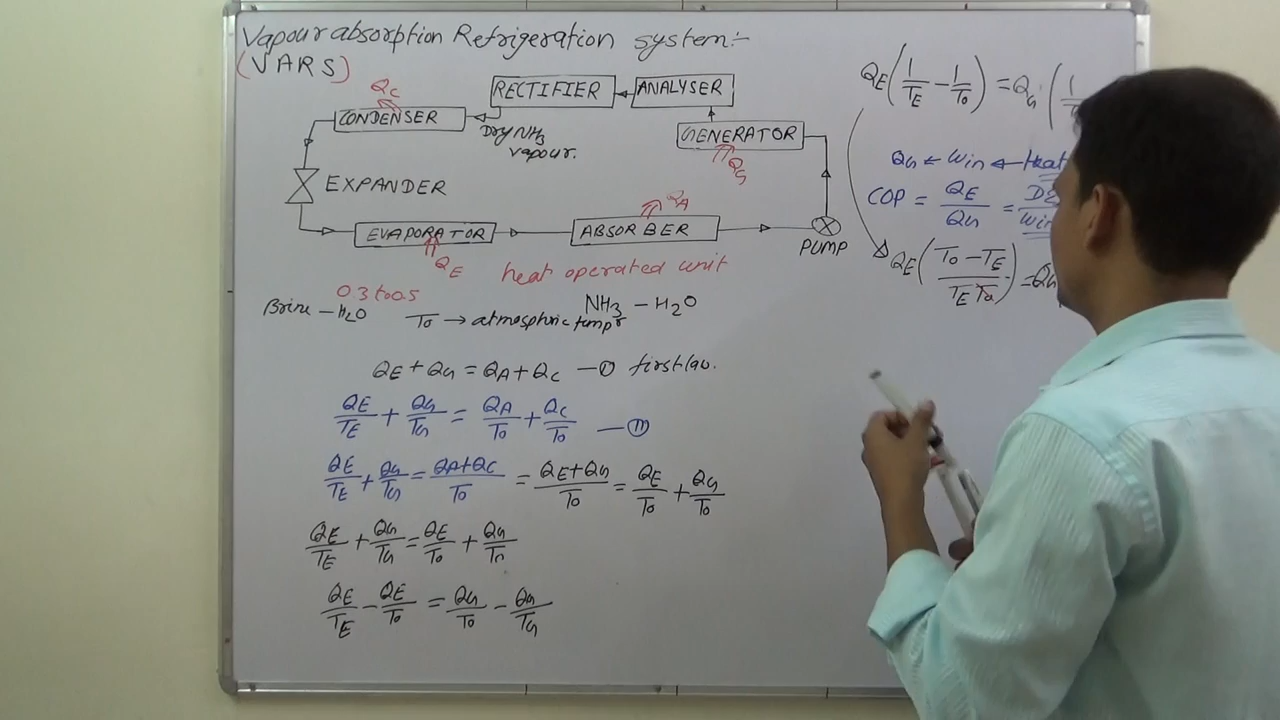 Vapour absorption Refrigeration system:-
(VARS)
RECTIFIER
ANALYSER
Qc
CONDENSER
Dry NH3
vapour.
GENERATOR
QG
EXPANDER
EVAPORATOR
QE
QA
ABSORBER
PUMP
heat operated unit
0.3 to 0.5
Brine - H2O
To → atmosphric tempr
NH3 - H2O
QE + QG = QA + QC - ① first law.
QE/TE + QG/TG = QA/To + QC/To - ⑪
QE/TE + QG/TG = QA+QC/To = QE+QG/To = QE/To + QG/To
QE/TE + QG/TG = QE/To + QG/To
QE/TE - QE/To = QG/To - QG/TG
QE(1/TE - 1/To) = QG(1/
QG ← Win ← Heat
COP = QE/QG = DE/Win
QE(To - TE/TE To) = QG